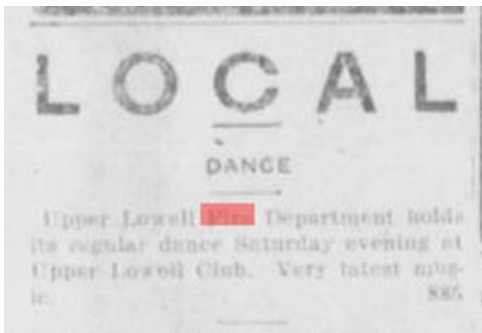 LOCAL
DANCE
Upper Lowell Fire Department holds
its regular dance Saturday evening at
Upper Lowell Club. Very latest mus-
ic. 885